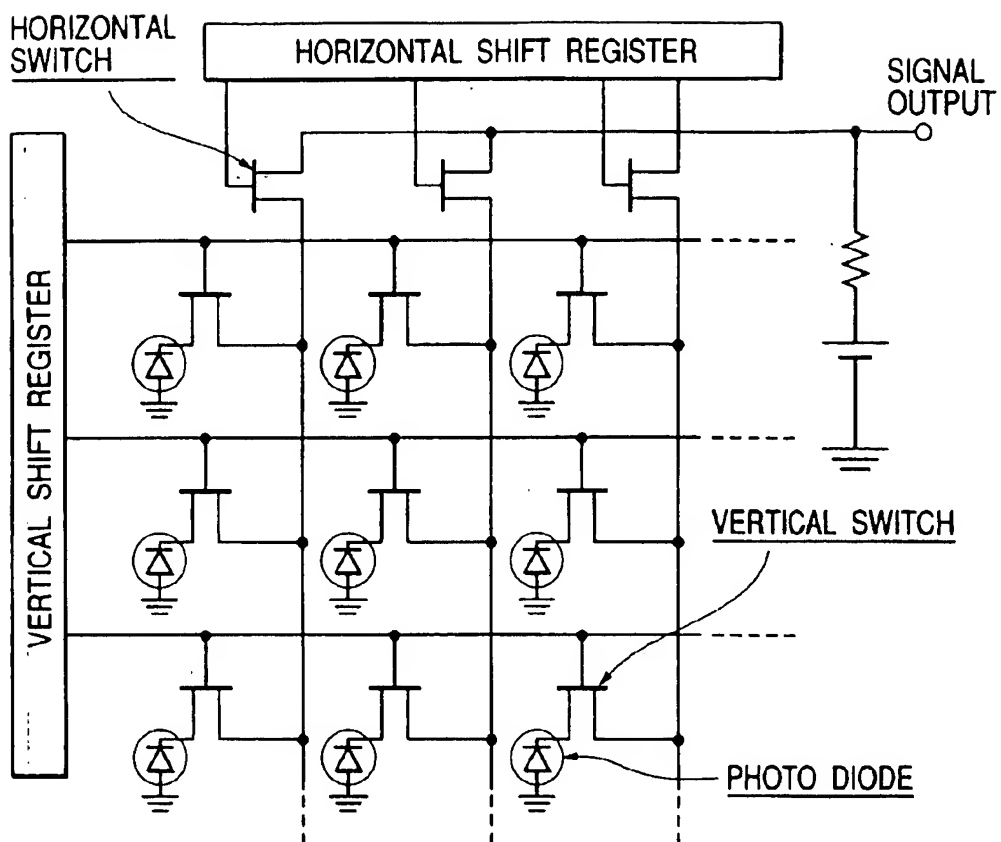 HORIZONTAL
SWITCH
HORIZONTAL SHIFT REGISTER
SIGNAL
OUTPUT
VERTICAL SHIFT REGISTER
VERTICAL SWITCH
PHOTO DIODE